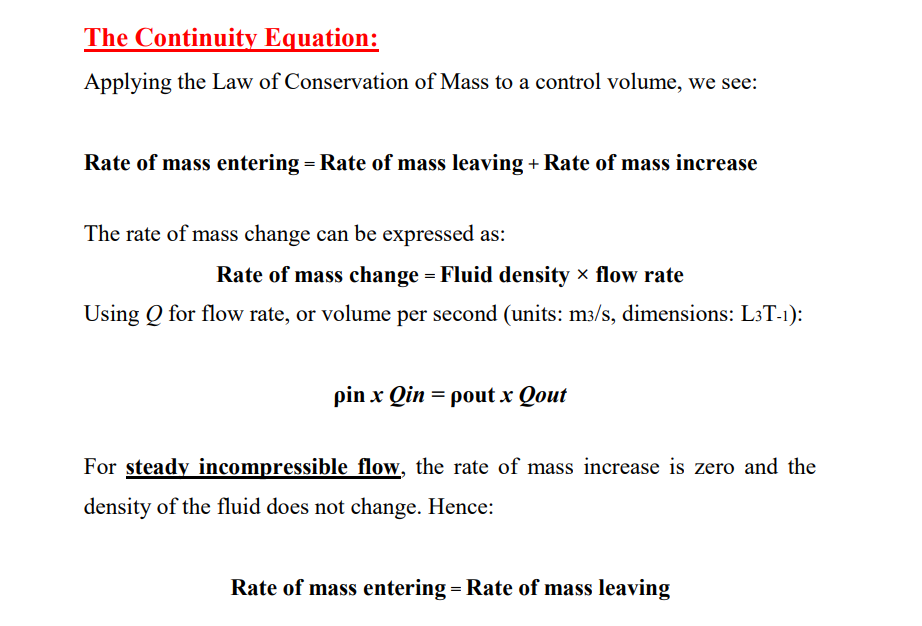 The Continuity Equation:
Applying the Law of Conservation of Mass to a control volume, we see:
Rate of mass entering = Rate of mass leaving + Rate of mass increase
The rate of mass change can be expressed as:
Rate of mass change = Fluid density × flow rate
Using Q for flow rate, or volume per second (units: m3/s, dimensions: L3T-1):
ρin x Qin = ρout x Qout
For steady incompressible flow, the rate of mass increase is zero and the
density of the fluid does not change. Hence:
Rate of mass entering = Rate of mass leaving